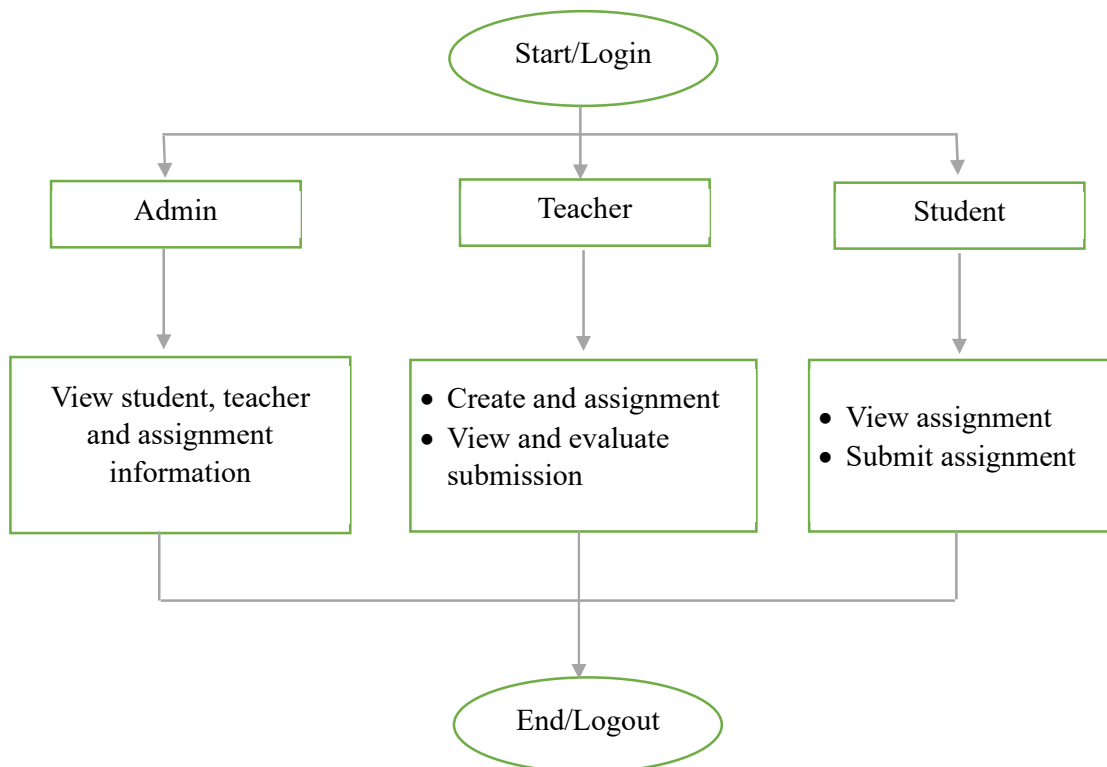 Start/Login
Admin
Teacher
Student
View student, teacher
and assignment
information
• Create and assignment
• View and evaluate
submission
• View assignment
• Submit assignment
End/Logout